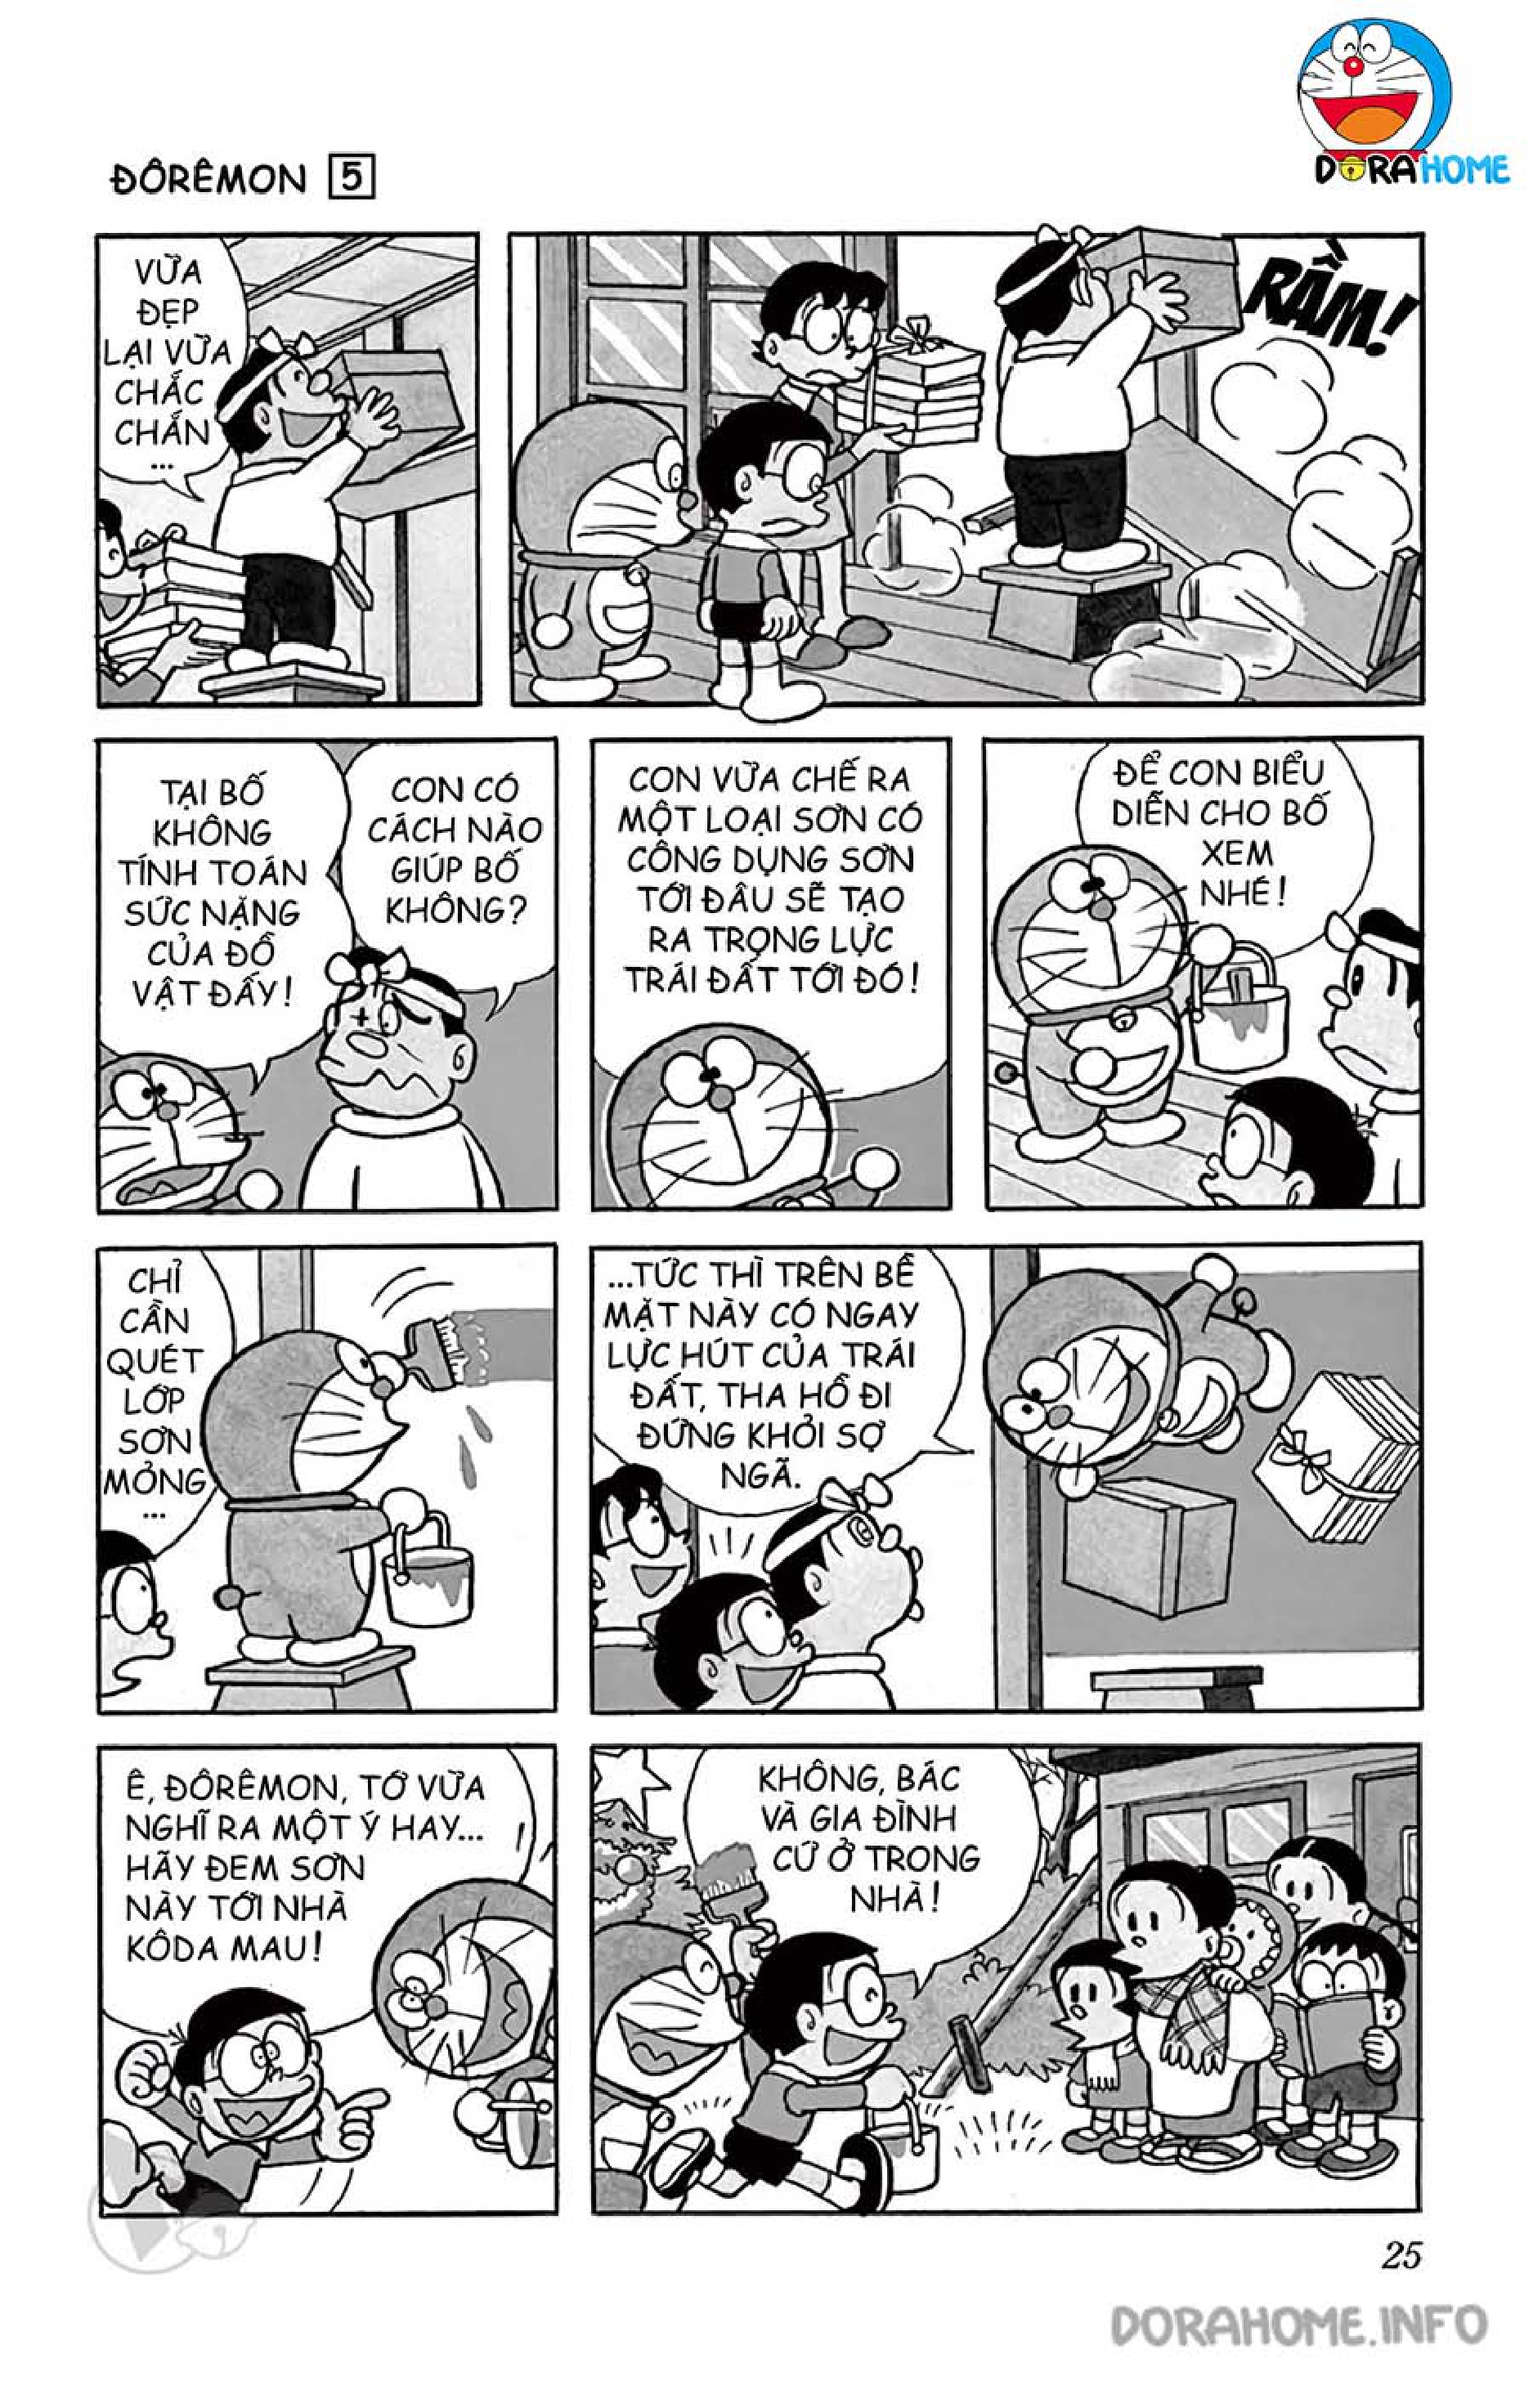 DORAHOME
ĐÔRÊMON 5
VỪA
ĐẸP
LẠI VỪA
CHẮC
CHẮN
...
RẦM!
TẠI BỐ
KHÔNG
TÍNH TOÁN
SỨC NẶNG
CỦA ĐỒ
VẬT ĐẤY!
CON CÓ
CÁCH NÀO
GIÚP BỐ
KHÔNG?
CON VỪA CHẾ RA
MỘT LOẠI SƠN CÓ
CÔNG DỤNG SƠN
TỚI ĐÂU SẼ TẠO
RA TRỌNG LỰC
TRÁI ĐẤT TỚI ĐÓ!
ĐỂ CON BIỂU
DIỄN CHO BỐ
XEM
NHÉ!
CHỈ
CẦN
QUÉT
LỚP
SƠN
MỎNG
...
...TỨC THÌ TRÊN BỀ
MẶT NÀY CÓ NGAY
LỰC HÚT CỦA TRÁI
ĐẤT, THA HỒ ĐI
ĐỨNG KHỎI SỢ
NGÃ.
Ê, ĐÔRÊMON, TỚ VỪA
NGHĨ RA MỘT Ý HAY...
HÃY ĐEM SƠN
NÀY TỚI NHÀ
KÔDA MAU!
KHÔNG, BÁC
VÀ GIA ĐÌNH
CỨ Ở TRONG
NHÀ!
25
DORAHOME.INFO